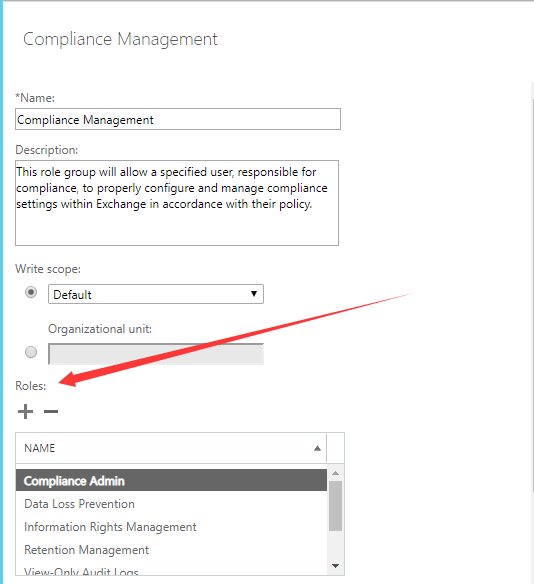 Compliance Management
*Name:
Compliance Management
Description:
This role group will allow a specified user, responsible for
compliance, to properly configure and manage compliance
settings within Exchange in accordance with their policy.
Write scope:
Default
Organizational unit:
Roles:
NAME
Compliance Admin
Data Loss Prevention
Information Rights Management
Retention Management
View-Only Audit Logs